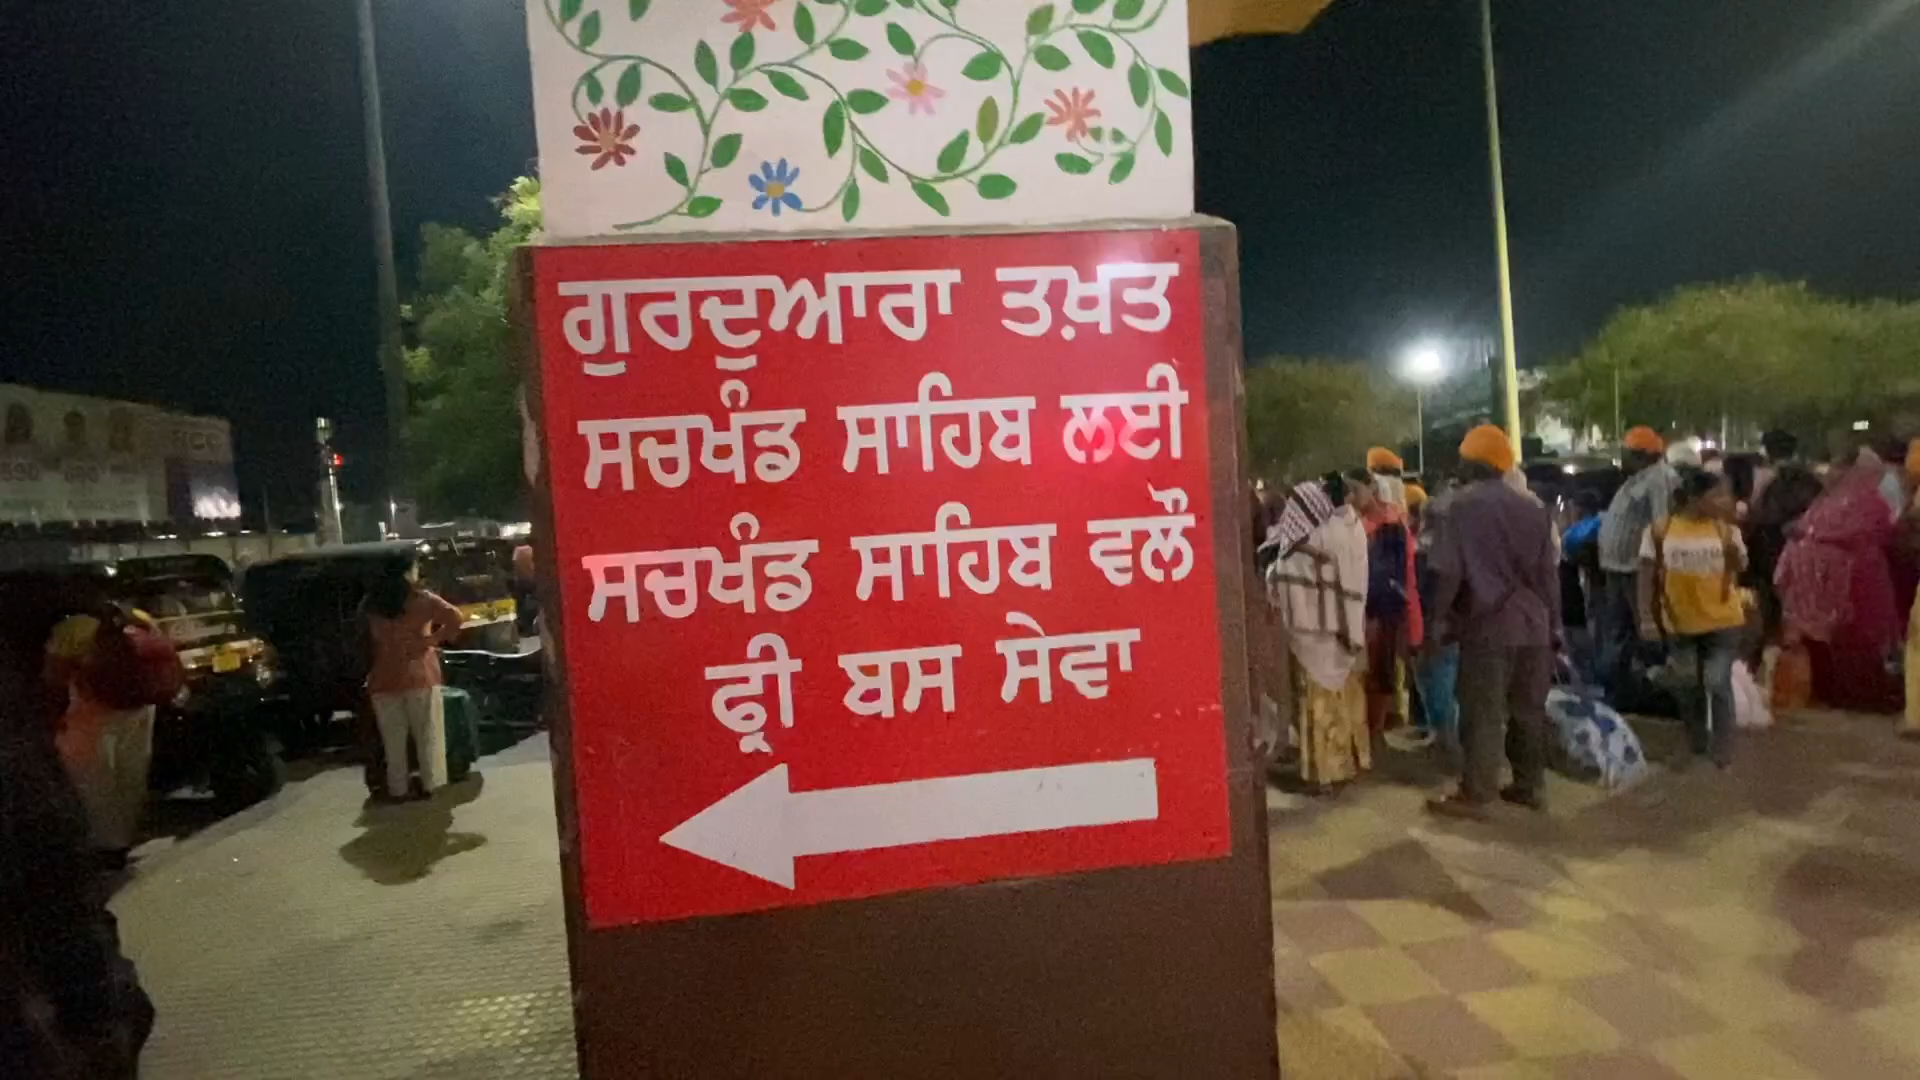 ਗੁਰਦੁਆਰਾ ਤਖ਼ਤ
ਸਚਖੰਡ ਸਾਹਿਬ ਲਈ
ਸਚਖੰਡ ਸਾਹਿਬ ਵਲੌ
ਫ੍ਰੀ ਬਸ ਸੇਵਾ